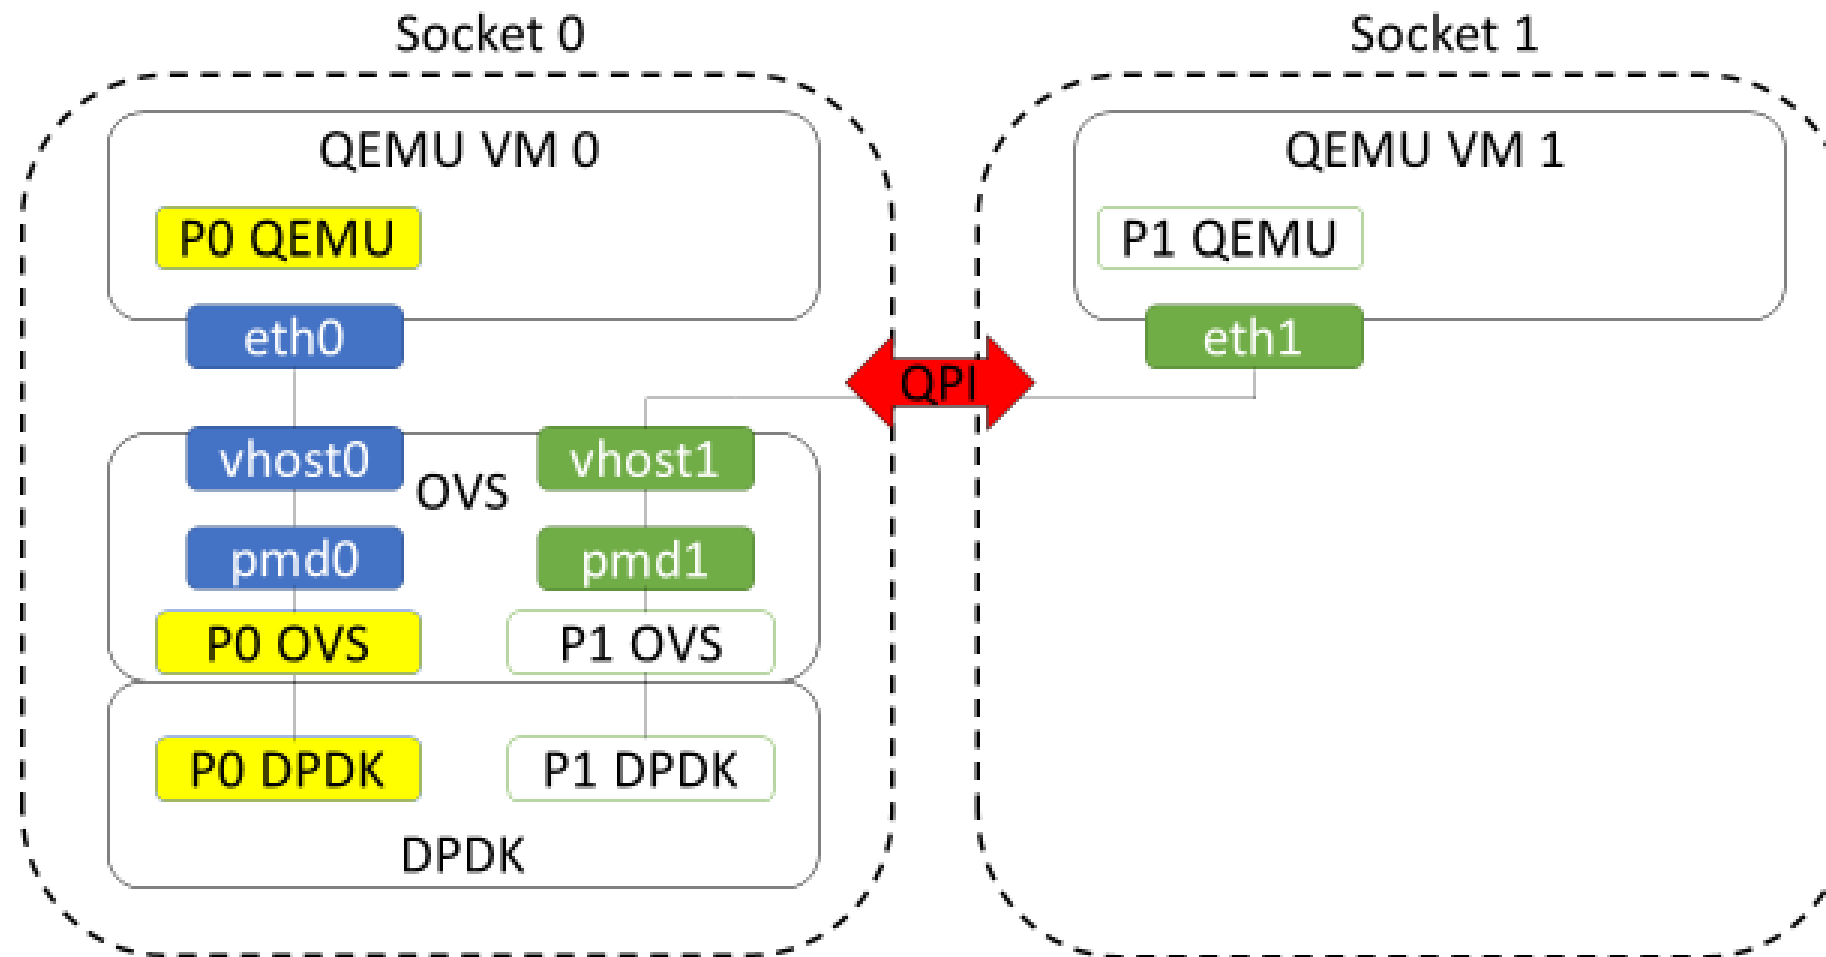 Socket 0
Socket 1
QEMU VM 0
QEMU VM 1
P0 QEMU
P1 QEMU
eth0
eth1
QPI
vhost0
OVS
vhost1
pmd0
pmd1
P0 OVS
P1 OVS
P0 DPDK
P1 DPDK
DPDK